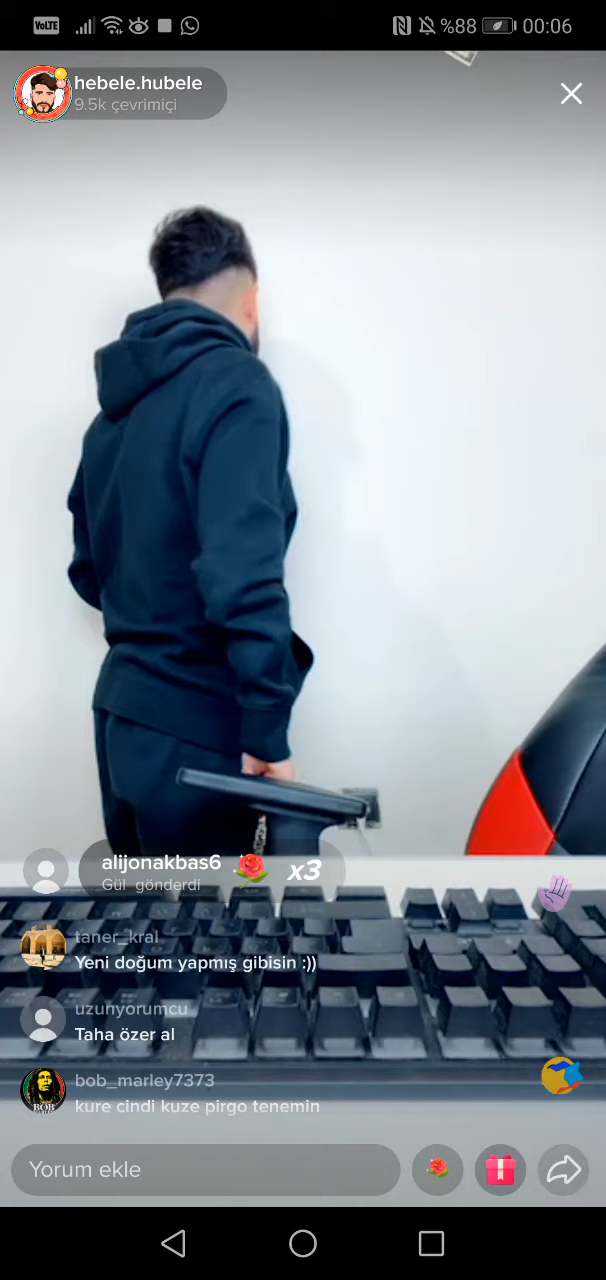 VoLTE %88 00:06
hebele.hubele
9.5k çevrimiçi
alijonakbas6
Gül gönderdi
x3
taner_kral
Yeni doğum yapmış gibisin :))
uzunyorumcu
Taha özer al
bob_marley7373
kure cindi kuze pirgo tenemin
BOB
Yorum ekle